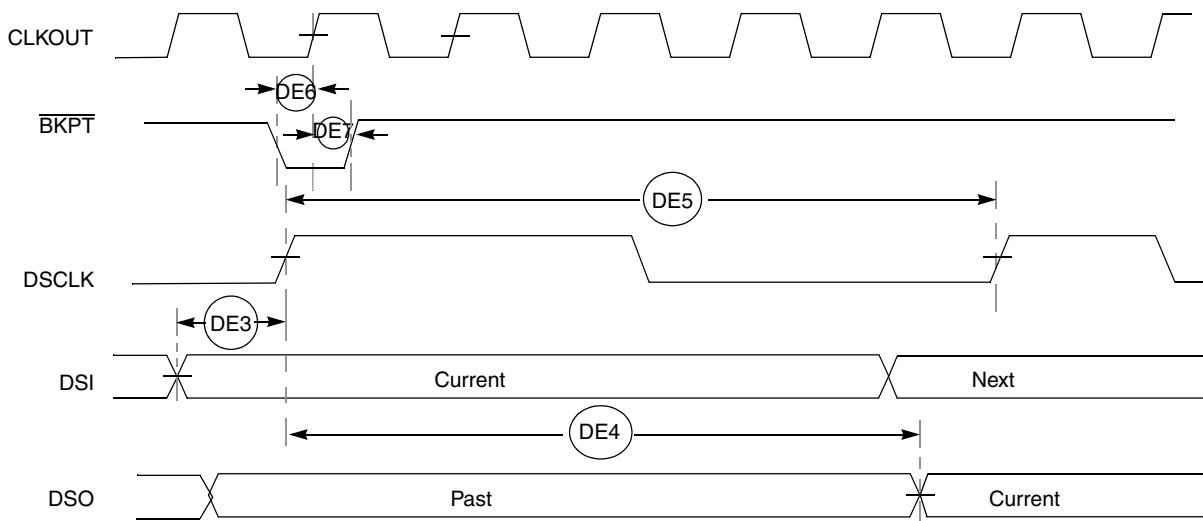 CLKOUT
DE6
BKPT
DE7
DE5
DSCLK
DE3
DSI
Current
Next
DE4
DSO
Past
Current